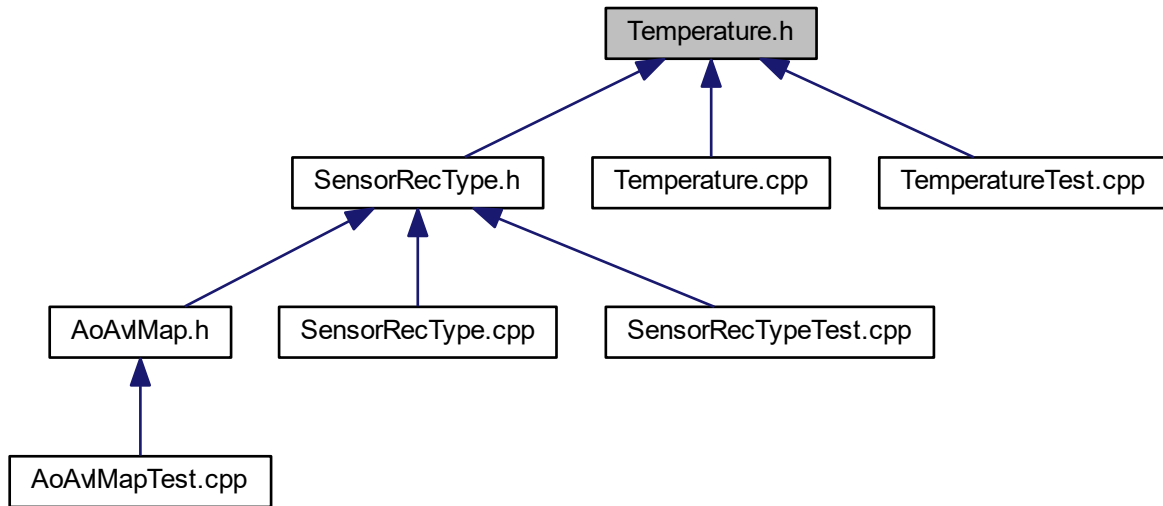 Temperature.h
SensorRecType.h
Temperature.cpp
TemperatureTest.cpp
AoAvlMap.h
SensorRecType.cpp
SensorRecTypeTest.cpp
AoAvlMapTest.cpp